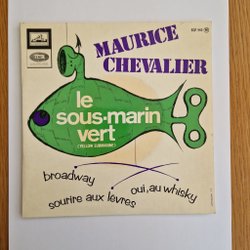 MAURICE
CHEVALIER
le
sous-marin
vert
(YELLOW SUBMARINE)
broadway
oui, au whisky
sourire aux lèvres